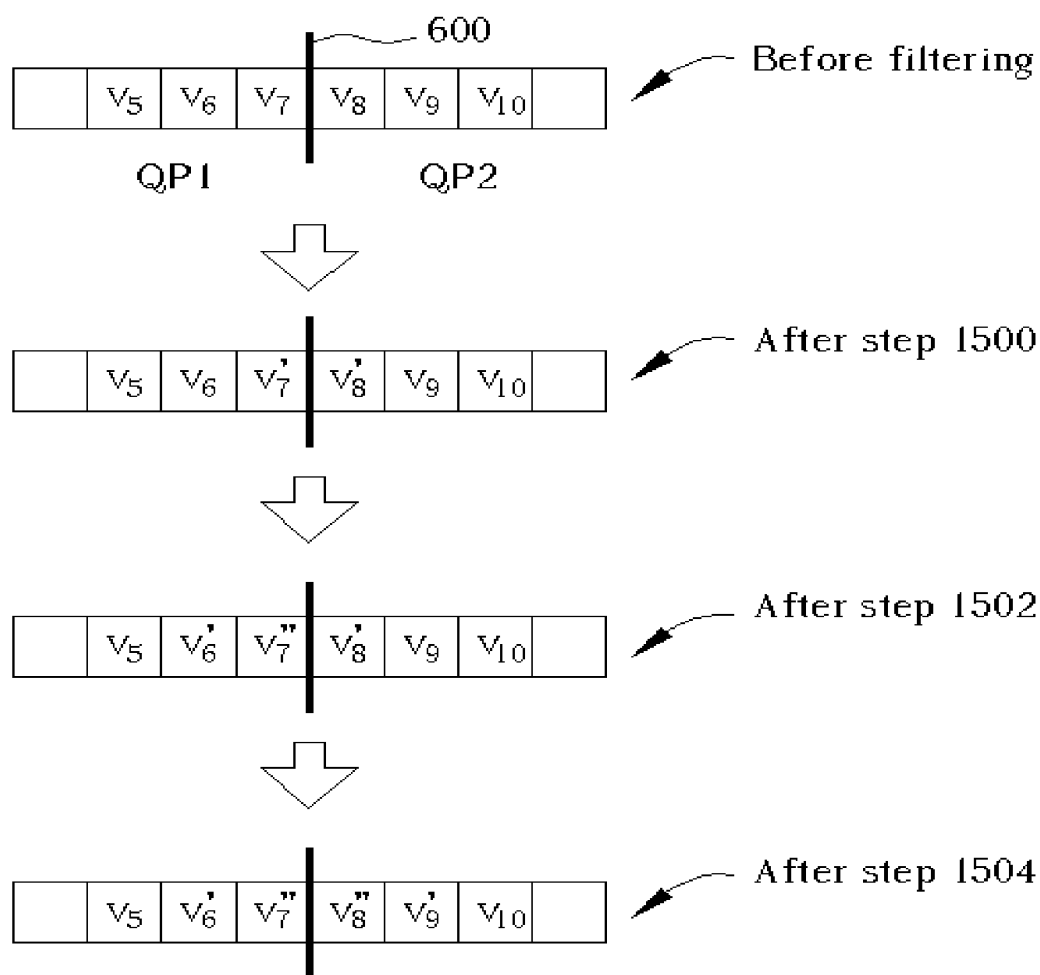 600
Before filtering
V5 V6 V7 V8 V9 V10
QP1 QP2
After step 1500
V5 V6 V7' V8' V9 V10
After step 1502
V5 V6' V7" V8' V9 V10
After step 1504
V5 V6' V7" V8" V9' V10